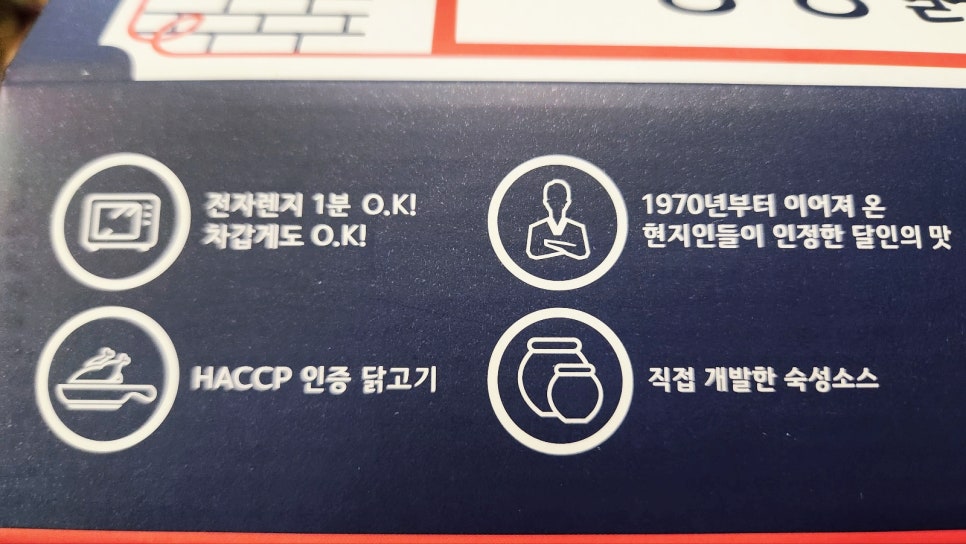 전자렌지 1분 O.K!
차갑게도 O.K!
1970년부터 이어져 온
현지인들이 인정한 달인의 맛
HACCP 인증 닭고기
직접 개발한 숙성소스